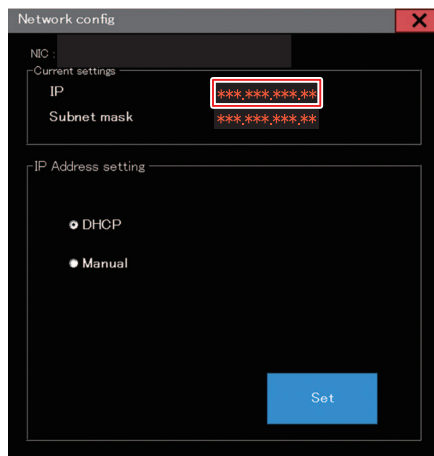 Network config
NIC :
Current settings
IP ***.***.***.**
Subnet mask ***.***.***.**
IP Address setting
DHCP
Manual
Set